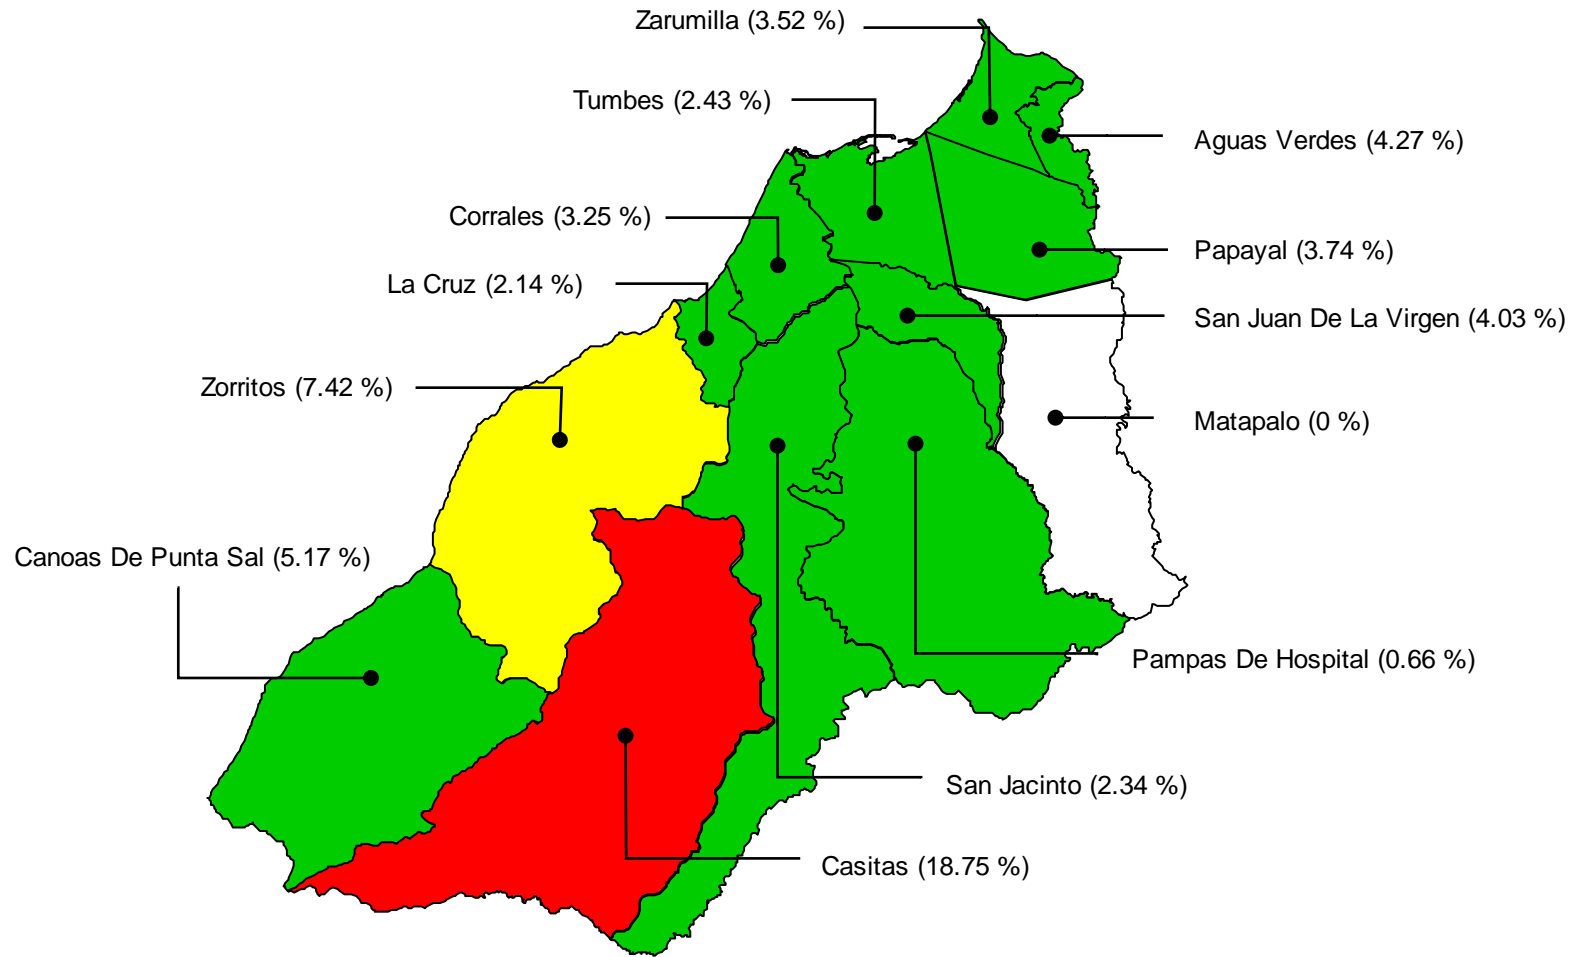 Zarumilla (3.52 %)
Tumbes (2.43 %)
Aguas Verdes (4.27 %)
Corrales (3.25 %)
Papayal (3.74 %)
La Cruz (2.14 %)
San Juan De La Virgen (4.03 %)
Zorritos (7.42 %)
Matapalo (0 %)
Canoas De Punta Sal (5.17 %)
Pampas De Hospital (0.66 %)
San Jacinto (2.34 %)
Casitas (18.75 %)